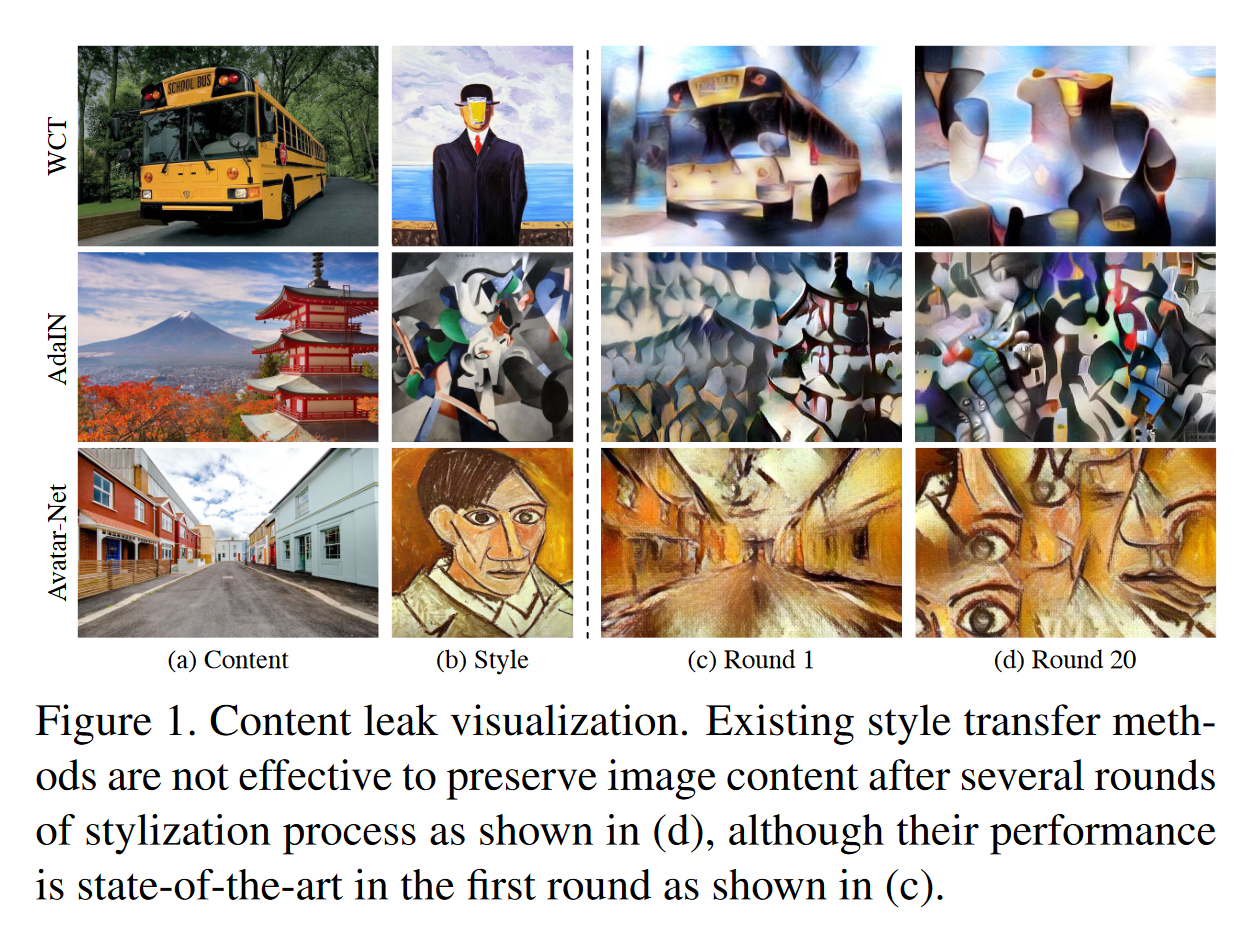 WCT
SCHOOL BUS
AdaIN
Avatar-Net
(a) Content
(b) Style
(c) Round 1
(d) Round 20
Figure 1. Content leak visualization. Existing style transfer meth-
ods are not effective to preserve image content after several rounds
of stylization process as shown in (d), although their performance
is state-of-the-art in the first round as shown in (c).